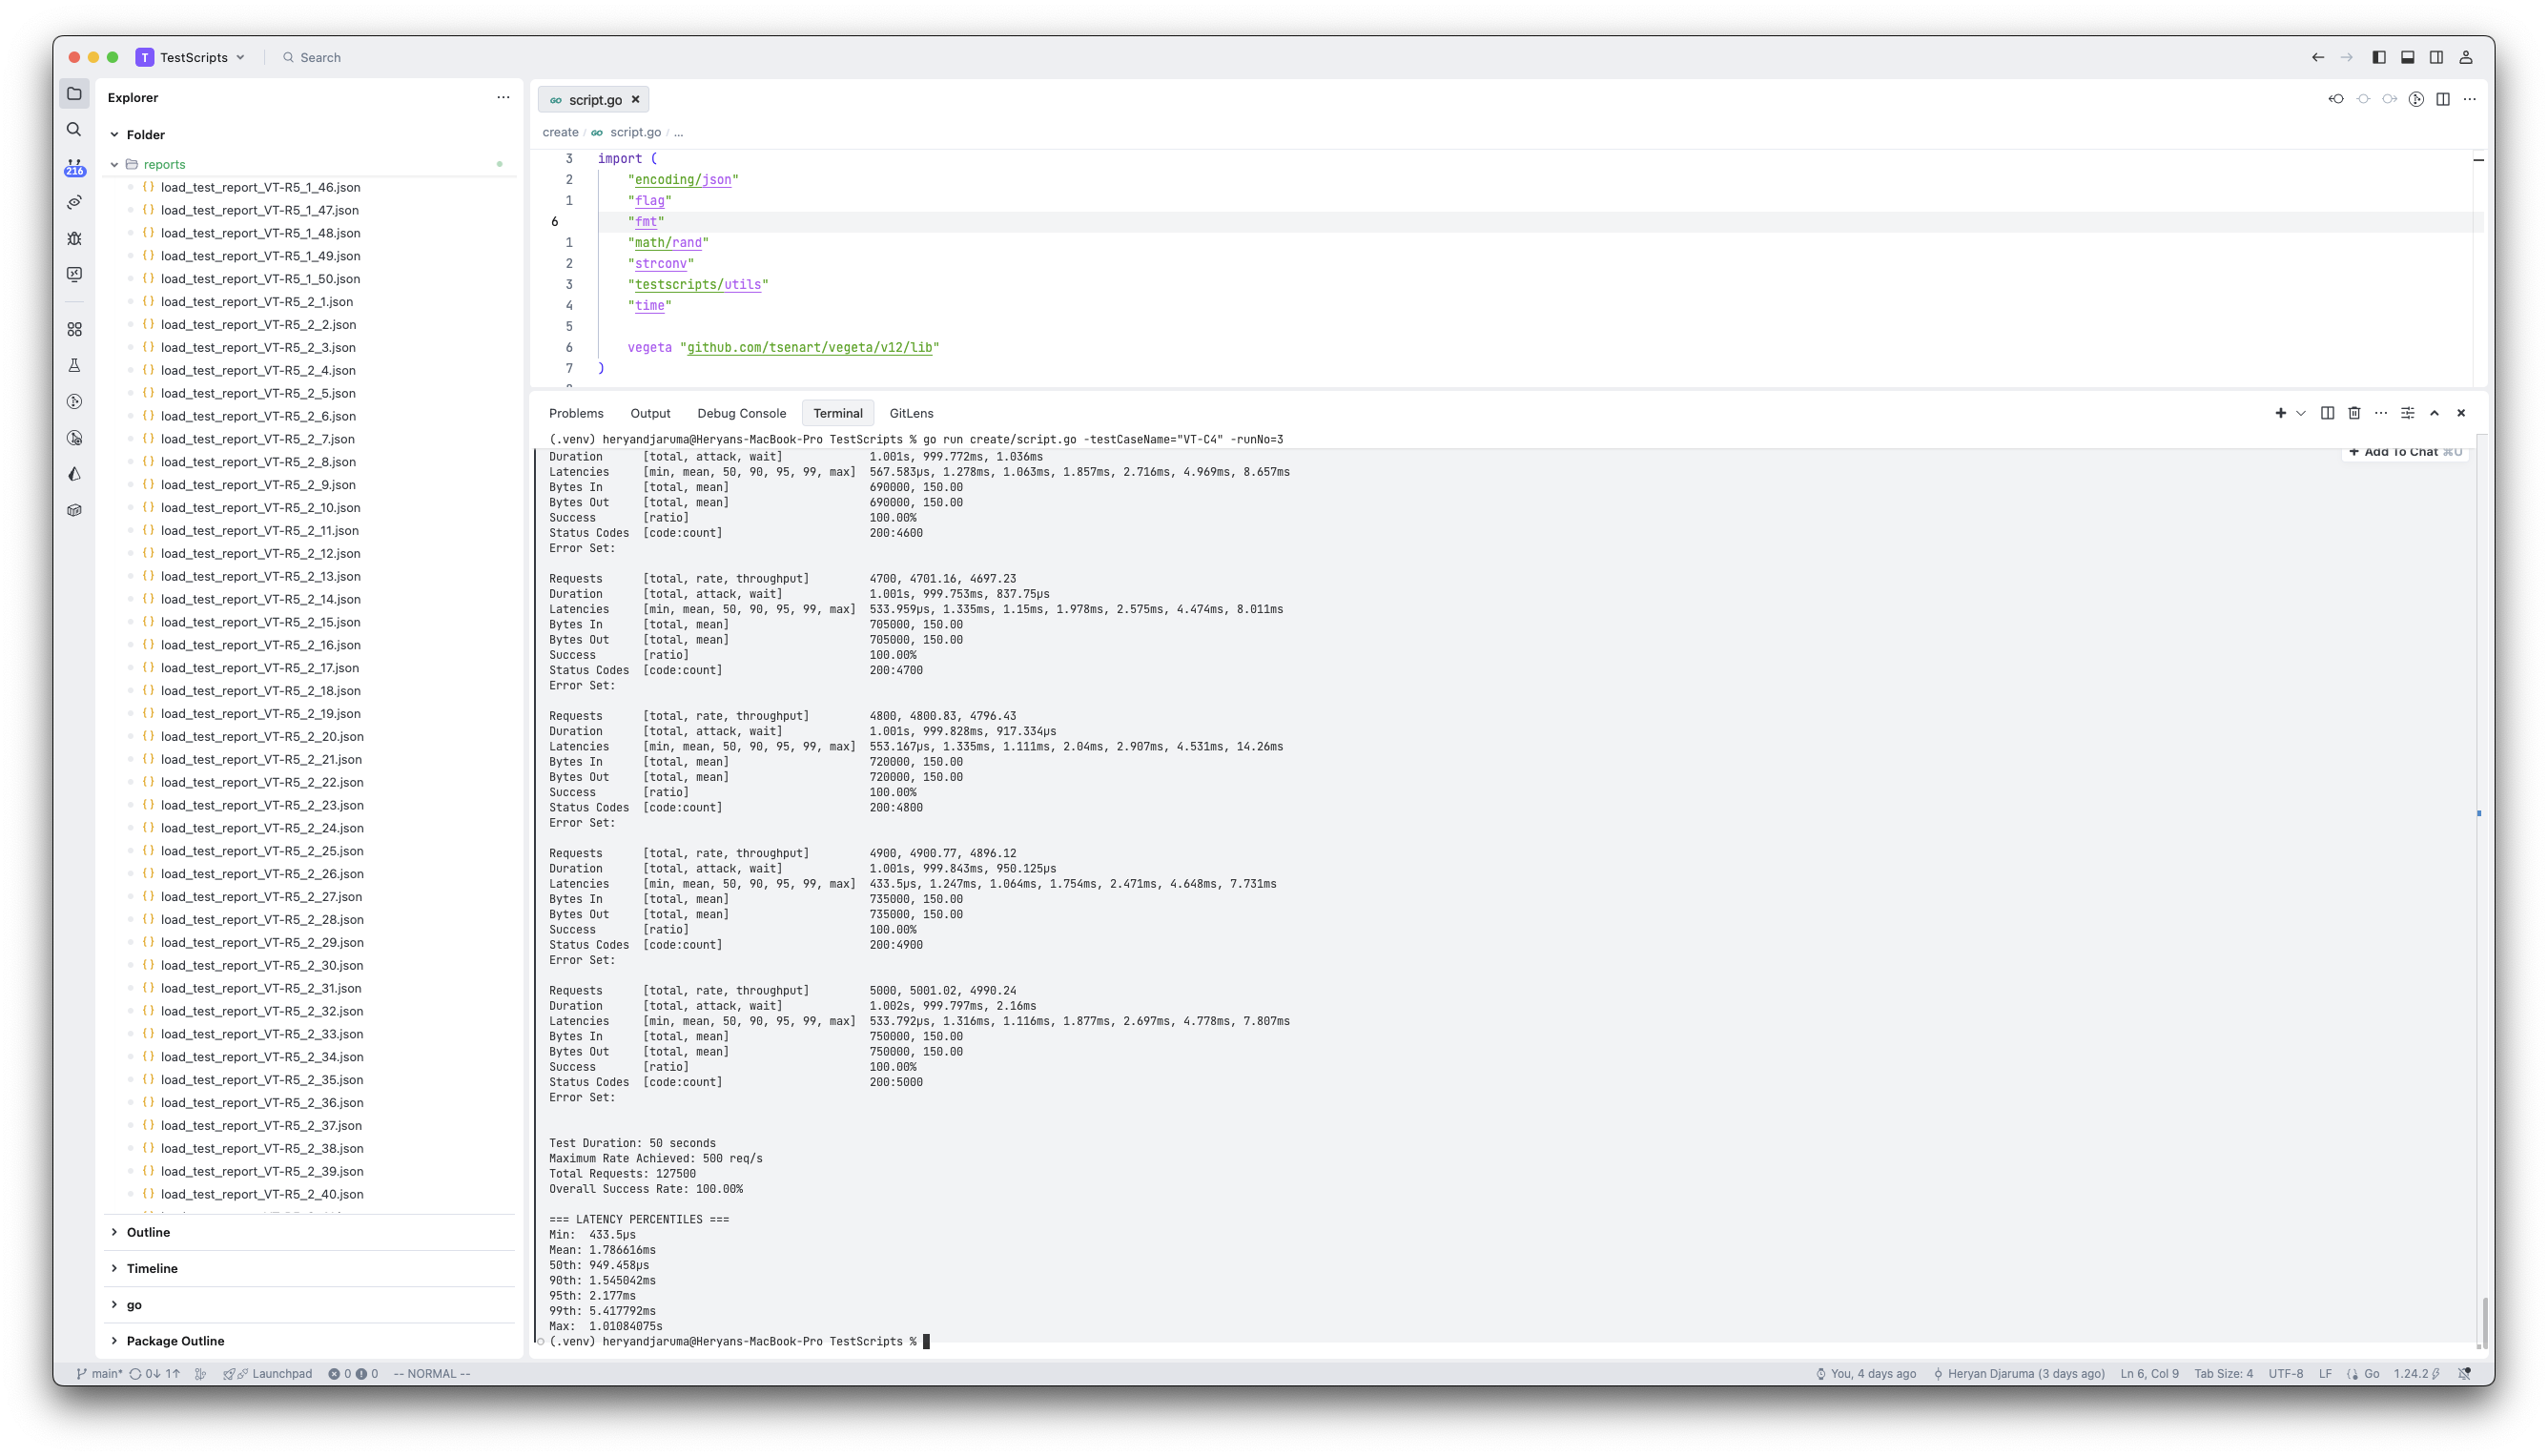 T TestScripts
Search
Explorer
Folder
reports
216
load_test_report_VT-R5_1_46.json
load_test_report_VT-R5_1_47.json
load_test_report_VT-R5_1_48.json
load_test_report_VT-R5_1_49.json
load_test_report_VT-R5_1_50.json
load_test_report_VT-R5_2_1.json
load_test_report_VT-R5_2_2.json
load_test_report_VT-R5_2_3.json
load_test_report_VT-R5_2_4.json
load_test_report_VT-R5_2_5.json
load_test_report_VT-R5_2_6.json
load_test_report_VT-R5_2_7.json
load_test_report_VT-R5_2_8.json
load_test_report_VT-R5_2_9.json
load_test_report_VT-R5_2_10.json
load_test_report_VT-R5_2_11.json
load_test_report_VT-R5_2_12.json
load_test_report_VT-R5_2_13.json
load_test_report_VT-R5_2_14.json
load_test_report_VT-R5_2_15.json
load_test_report_VT-R5_2_16.json
load_test_report_VT-R5_2_17.json
load_test_report_VT-R5_2_18.json
load_test_report_VT-R5_2_19.json
load_test_report_VT-R5_2_20.json
load_test_report_VT-R5_2_21.json
load_test_report_VT-R5_2_22.json
load_test_report_VT-R5_2_23.json
load_test_report_VT-R5_2_24.json
load_test_report_VT-R5_2_25.json
load_test_report_VT-R5_2_26.json
load_test_report_VT-R5_2_27.json
load_test_report_VT-R5_2_28.json
load_test_report_VT-R5_2_29.json
load_test_report_VT-R5_2_30.json
load_test_report_VT-R5_2_31.json
load_test_report_VT-R5_2_32.json
load_test_report_VT-R5_2_33.json
load_test_report_VT-R5_2_34.json
load_test_report_VT-R5_2_35.json
load_test_report_VT-R5_2_36.json
load_test_report_VT-R5_2_37.json
load_test_report_VT-R5_2_38.json
load_test_report_VT-R5_2_39.json
load_test_report_VT-R5_2_40.json
Outline
Timeline
go
Package Outline
GO script.go
create / GO script.go / ...
3 import (
2 "encoding/json"
1 "flag"
6 "fmt"
1 "math/rand"
2 "strconv"
3 "testscripts/utils"
4 "time"
5
6 vegeta "github.com/tsenart/vegeta/v12/lib"
7 )
Problems Output Debug Console Terminal GitLens
(.venv) heryandjaruma@Heryans-MacBook-Pro TestScripts % go run create/script.go -testCaseName="VT-C4" -runNo=3
Add To Chat ⌘U
Duration [total, attack, wait] 1.001s, 999.772ms, 1.036ms
Latencies [min, mean, 50, 90, 95, 99, max] 567.583µs, 1.278ms, 1.063ms, 1.857ms, 2.716ms, 4.969ms, 8.657ms
Bytes In [total, mean] 690000, 150.00
Bytes Out [total, mean] 690000, 150.00
Success [ratio] 100.00%
Status Codes [code:count] 200:4600
Error Set:
Requests [total, rate, throughput] 4700, 4701.16, 4697.23
Duration [total, attack, wait] 1.001s, 999.753ms, 837.75µs
Latencies [min, mean, 50, 90, 95, 99, max] 533.959µs, 1.335ms, 1.15ms, 1.978ms, 2.575ms, 4.474ms, 8.011ms
Bytes In [total, mean] 705000, 150.00
Bytes Out [total, mean] 705000, 150.00
Success [ratio] 100.00%
Status Codes [code:count] 200:4700
Error Set:
Requests [total, rate, throughput] 4800, 4800.83, 4796.43
Duration [total, attack, wait] 1.001s, 999.828ms, 917.334µs
Latencies [min, mean, 50, 90, 95, 99, max] 553.167µs, 1.335ms, 1.111ms, 2.04ms, 2.907ms, 4.531ms, 14.26ms
Bytes In [total, mean] 720000, 150.00
Bytes Out [total, mean] 720000, 150.00
Success [ratio] 100.00%
Status Codes [code:count] 200:4800
Error Set:
Requests [total, rate, throughput] 4900, 4900.77, 4896.12
Duration [total, attack, wait] 1.001s, 999.843ms, 950.125µs
Latencies [min, mean, 50, 90, 95, 99, max] 433.5µs, 1.247ms, 1.064ms, 1.754ms, 2.471ms, 4.648ms, 7.731ms
Bytes In [total, mean] 735000, 150.00
Bytes Out [total, mean] 735000, 150.00
Success [ratio] 100.00%
Status Codes [code:count] 200:4900
Error Set:
Requests [total, rate, throughput] 5000, 5001.02, 4990.24
Duration [total, attack, wait] 1.002s, 999.797ms, 2.16ms
Latencies [min, mean, 50, 90, 95, 99, max] 533.792µs, 1.316ms, 1.116ms, 1.877ms, 2.697ms, 4.778ms, 7.807ms
Bytes In [total, mean] 750000, 150.00
Bytes Out [total, mean] 750000, 150.00
Success [ratio] 100.00%
Status Codes [code:count] 200:5000
Error Set:
Test Duration: 50 seconds
Maximum Rate Achieved: 500 req/s
Total Requests: 127500
Overall Success Rate: 100.00%
=== LATENCY PERCENTILES ===
Min: 433.5µs
Mean: 1.786616ms
50th: 949.458µs
90th: 1.545042ms
95th: 2.177ms
99th: 5.417792ms
Max: 1.01084075s
(.venv) heryandjaruma@Heryans-MacBook-Pro TestScripts %
main* 0↓ 1↑ Launchpad 0 0 -- NORMAL -- You, 4 days ago Heryan Djaruma (3 days ago) Ln 6, Col 9 Tab Size: 4 UTF-8 LF Go 1.24.2